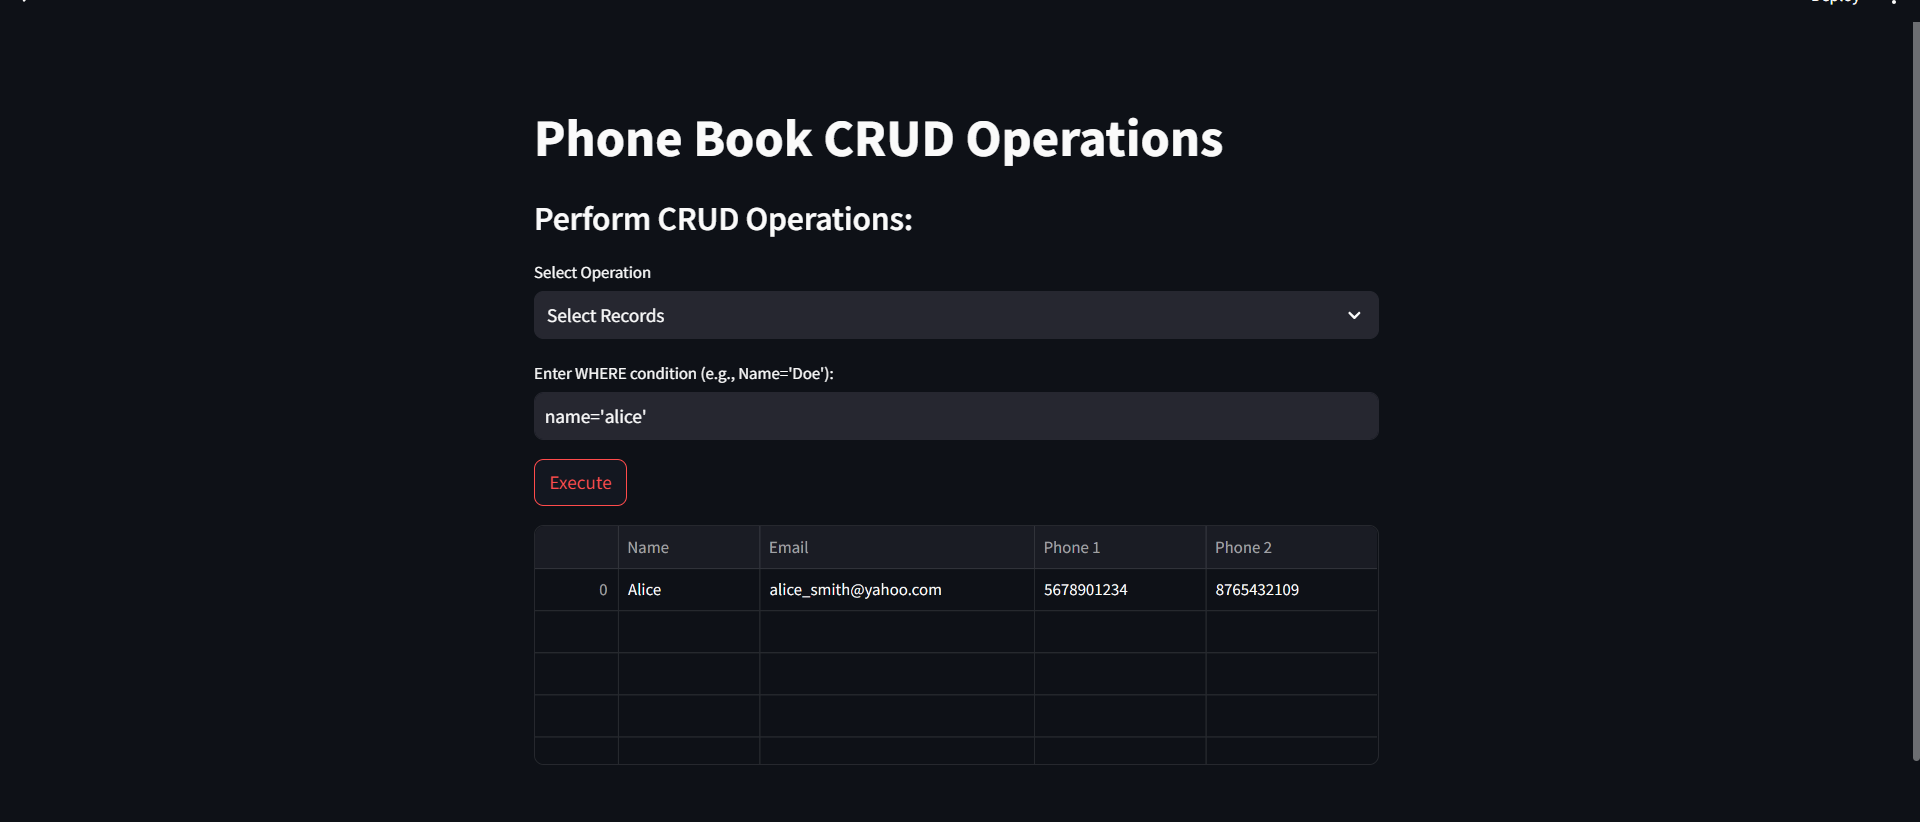 Deploy
Phone Book CRUD Operations
Perform CRUD Operations:
Select Operation
Select Records
Enter WHERE condition (e.g., Name='Doe'):
name='alice'
Execute
Name Email Phone 1 Phone 2
0 Alice alice_smith@yahoo.com 5678901234 8765432109